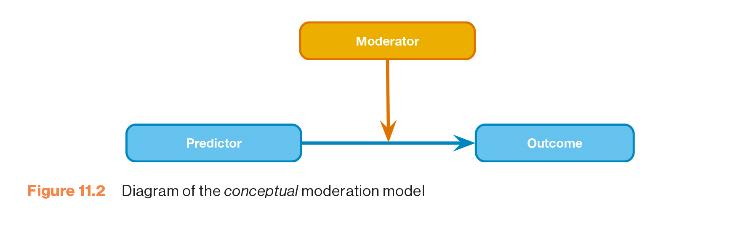 Moderator
Predictor
Outcome
Figure 11.2 Diagram of the conceptual moderation model